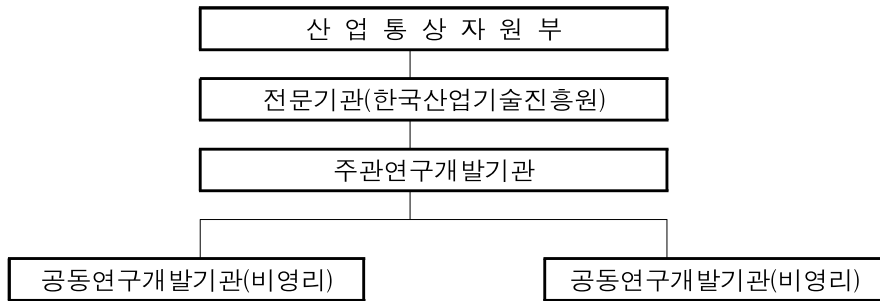 산 업 통 상 자 원 부
전문기관(한국산업기술진흥원)
주관연구개발기관
공동연구개발기관(비영리)
공동연구개발기관(비영리)